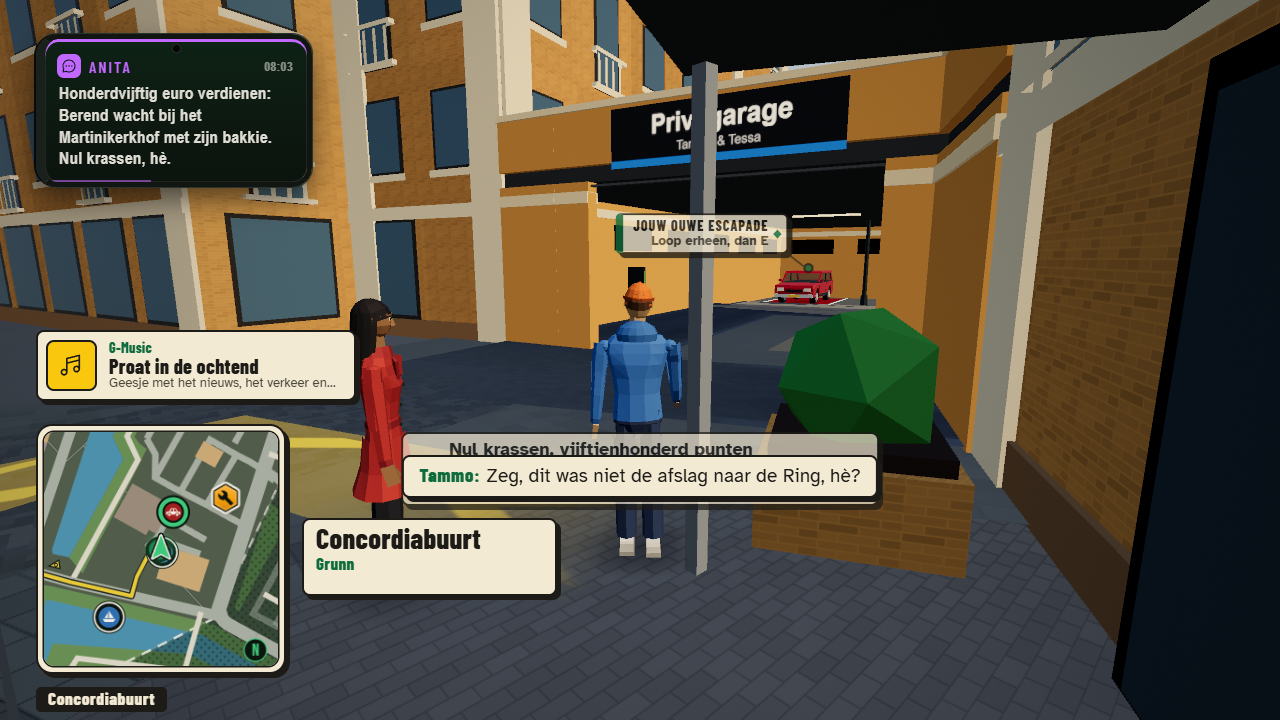 ANITA
08:03
Honderdvijftig euro verdienen:
Berend wacht bij het
Martinikerkhof met zijn bakkie.
Nul krassen, hè.
& Tessa
JOUW OUWE ESCAPADE
Loop erheen, dan E
G-Music
Proat in de ochtend
Geesje met het nieuws, het verkeer en...
Nul krassen, vijftienhonderd punten
Tammo: Zeg, dit was niet de afslag naar de Ring, hè?
Concordiabuurt
Grunn
N
Concordiabuurt